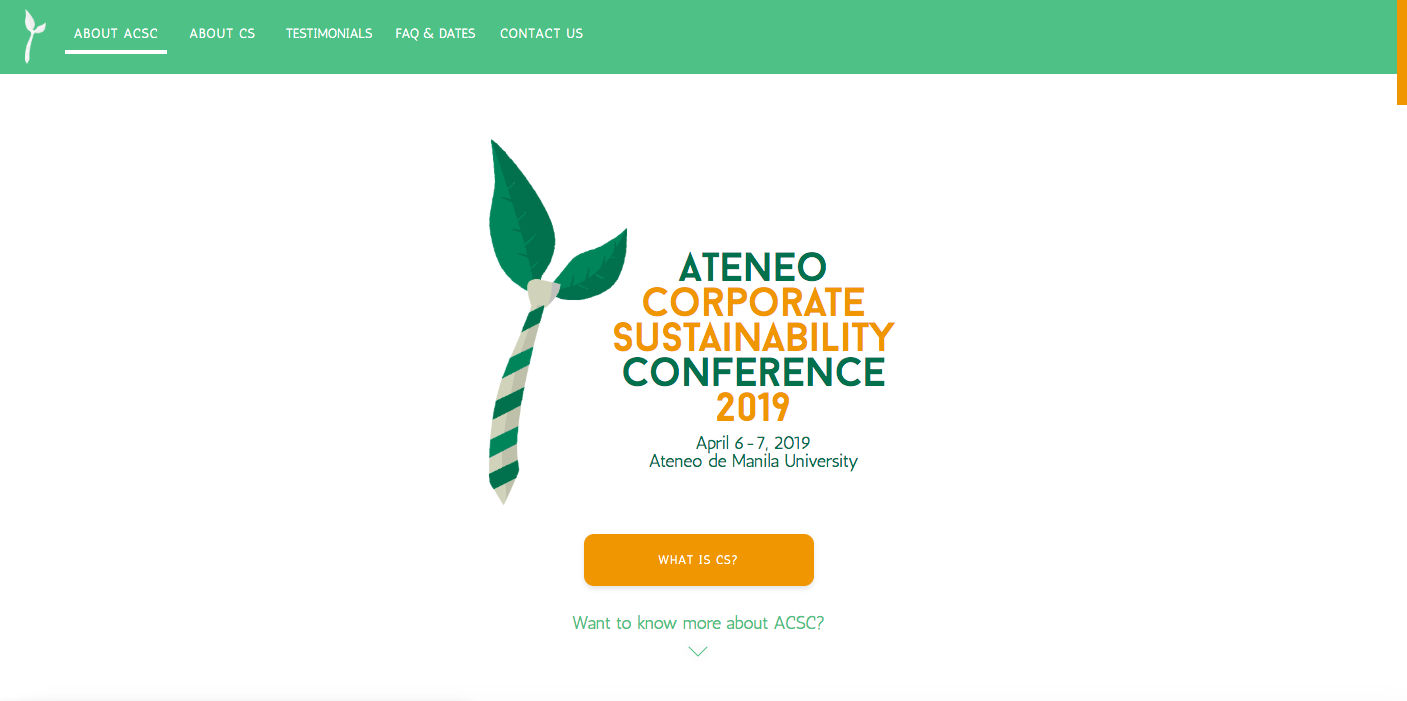 ABOUT ACSC
ABOUT CS
TESTIMONIALS
FAQ & DATES
CONTACT US
ATENEO
CORPORATE
SUSTAINABILITY
CONFERENCE
2019
April 6 - 7, 2019
Ateneo de Manila University
WHAT IS CS?
Want to know more about ACSC?